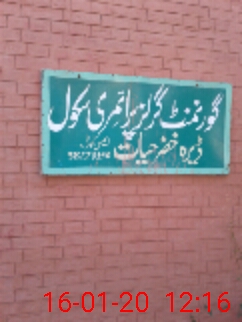 گورنمنٹ گرلز پرائمری سکول
ڈیرہ خضر حیات
16-01-20 12:16